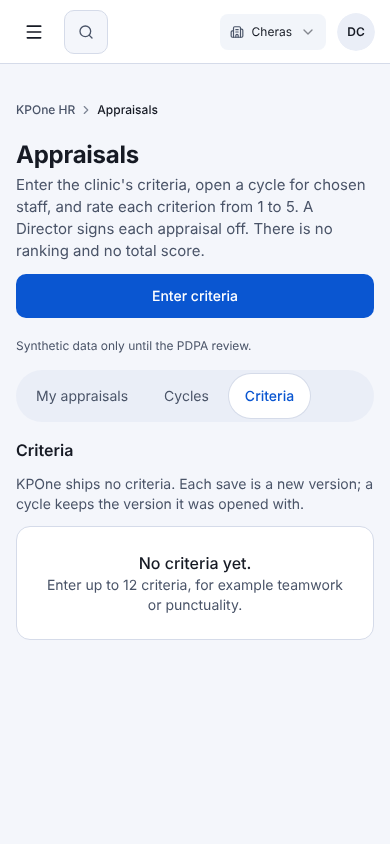 Cheras
DC
KPOne HR > Appraisals
Appraisals
Enter the clinic's criteria, open a cycle for chosen
staff, and rate each criterion from 1 to 5. A
Director signs each appraisal off. There is no
ranking and no total score.
Enter criteria
Synthetic data only until the PDPA review.
My appraisals Cycles Criteria
Criteria
KPOne ships no criteria. Each save is a new version; a
cycle keeps the version it was opened with.
No criteria yet.
Enter up to 12 criteria, for example teamwork
or punctuality.